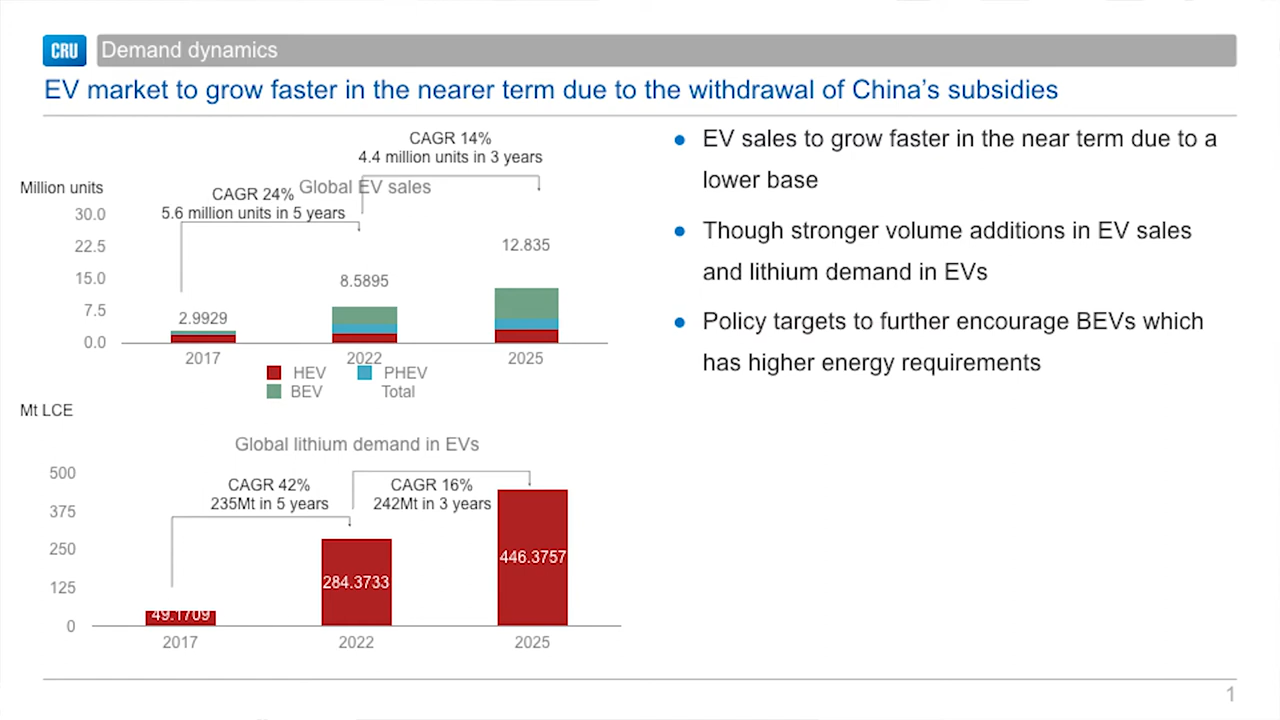 CRU
Demand dynamics
EV market to grow faster in the nearer term due to the withdrawal of China's subsidies
CAGR 14%
4.4 million units in 3 years
Million units
CAGR 24%
Global EV sales
5.6 million units in 5 years
30.0
22.5
15.0
7.5
0.0
2.9929
8.5895
12.835
2017
2022
2025
HEV
PHEV
BEV
Total
Mt LCE
Global lithium demand in EVs
500
375
250
125
0
CAGR 42%
235Mt in 5 years
CAGR 16%
242Mt in 3 years
49.1709
284.3733
446.3757
2017
2022
2025
● EV sales to grow faster in the near term due to a
lower base
● Though stronger volume additions in EV sales
and lithium demand in EVs
● Policy targets to further encourage BEVs which
has higher energy requirements
1